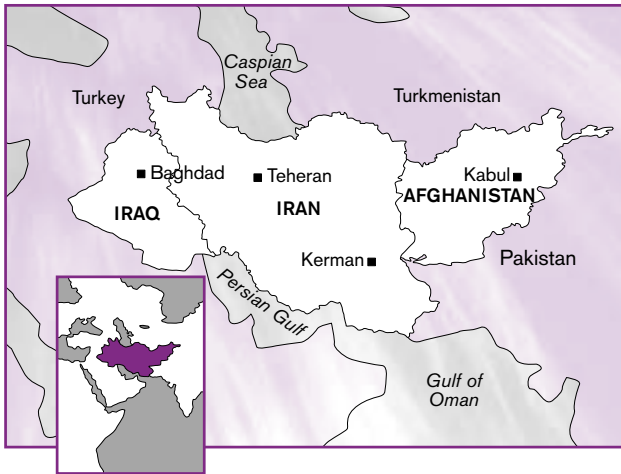 Caspian
Sea
Turkey
Turkmenistan
Baghdad
Teheran
Kabul
AFGHANISTAN
IRAQ
IRAN
Kerman
Pakistan
Persian Gulf
Gulf of
Oman